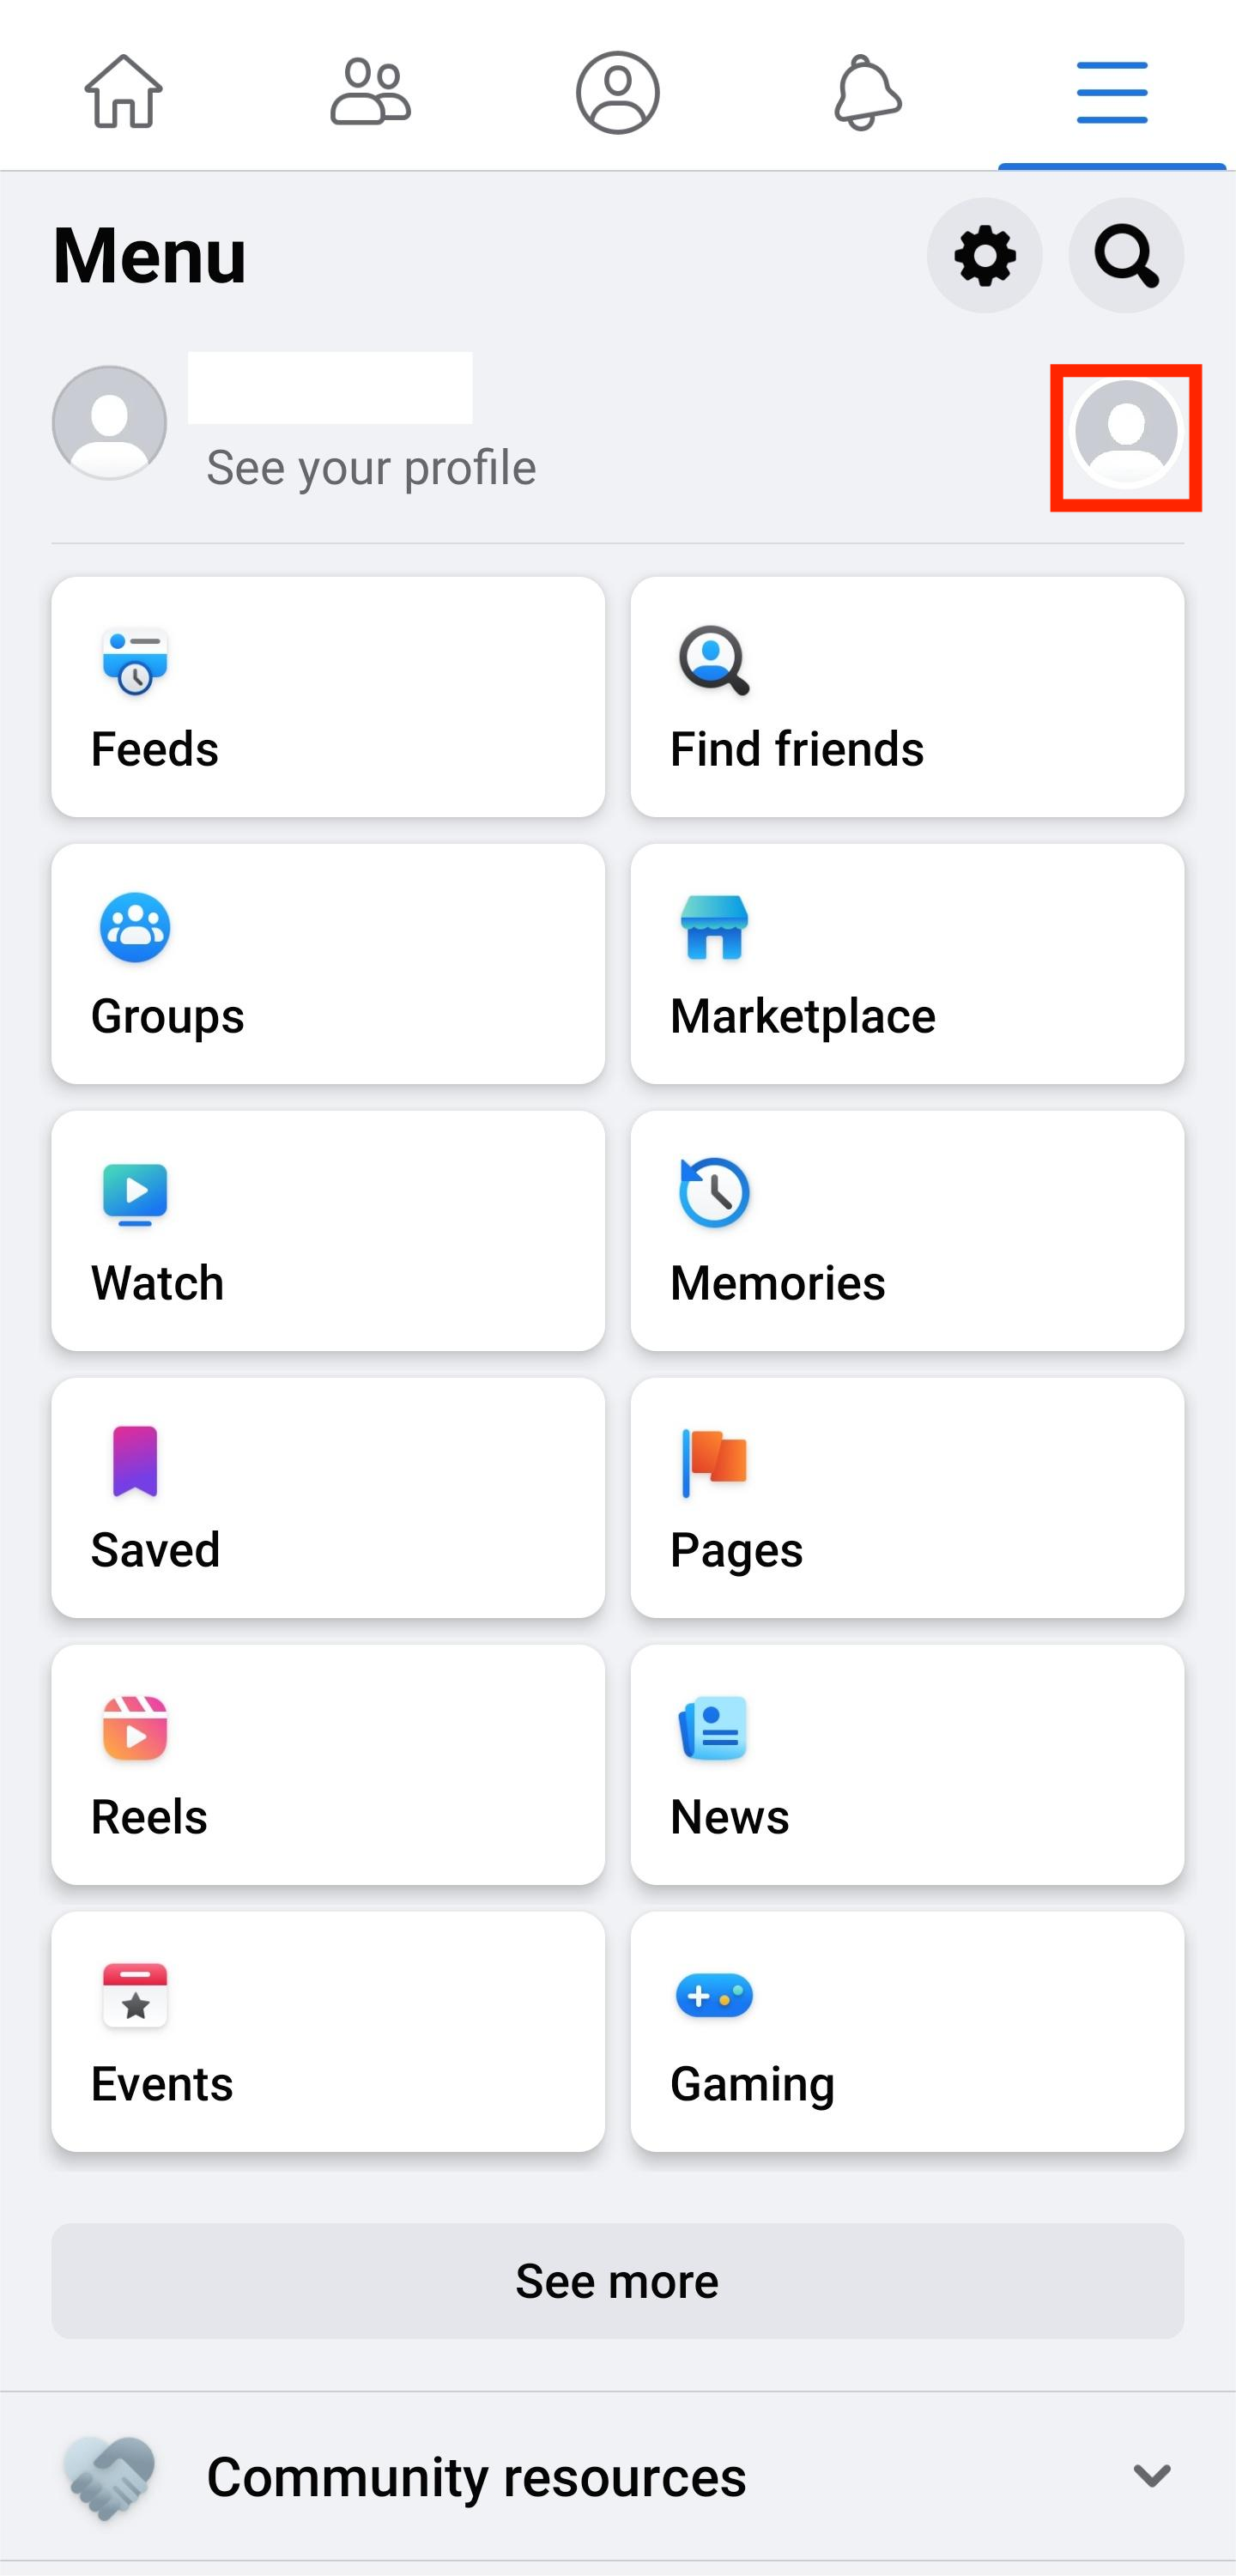 Menu
See your profile
Feeds
Find friends
Groups
Marketplace
Watch
Memories
Saved
Pages
Reels
News
Events
Gaming
See more
Community resources